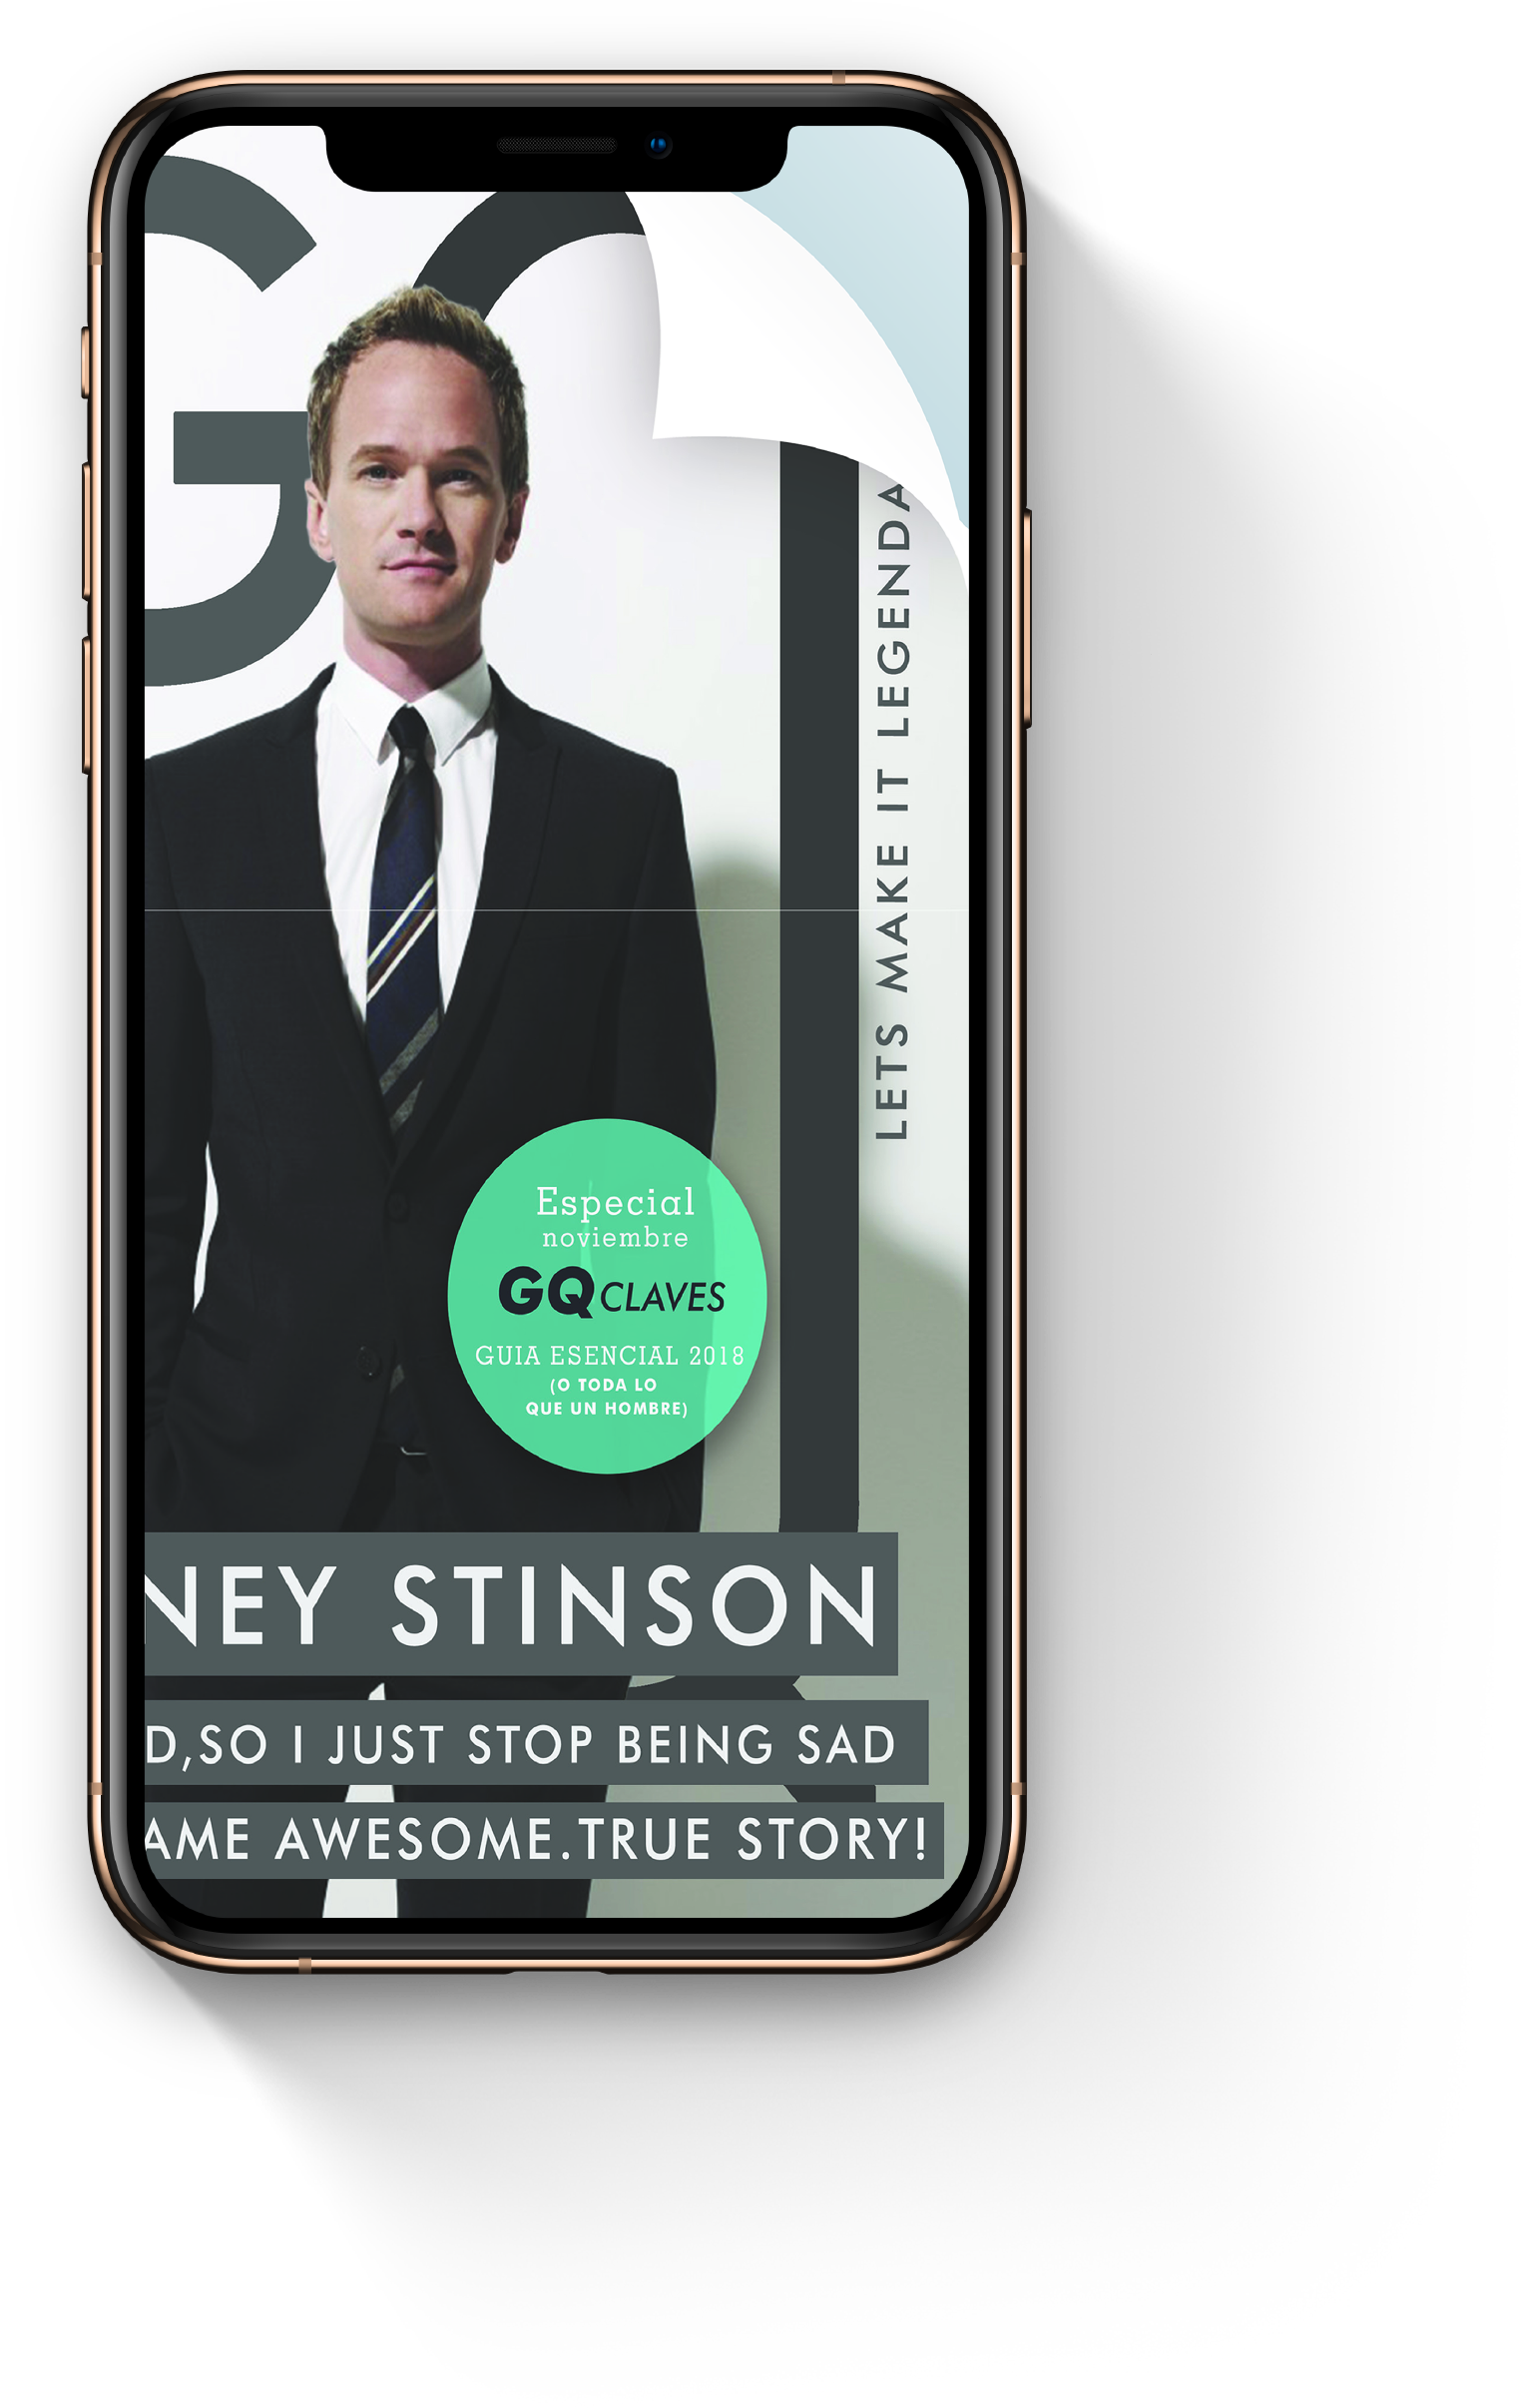 G
LETS MAKE IT LEGENDA
Especial
noviembre
GQ CLAVES
GUIA ESENCIAL 2018
(O TODA LO
QUE UN HOMBRE)
NEY STINSON
D,SO I JUST STOP BEING SAD
AME AWESOME.TRUE STORY!